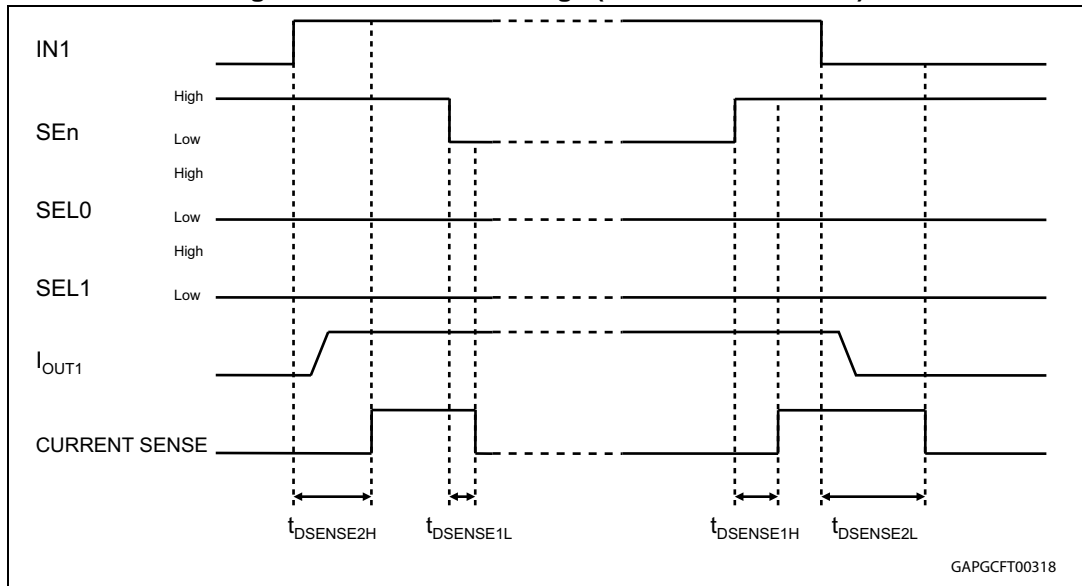 IN1
High
SEn
Low
High
SEL0
Low
High
SEL1
Low
IOUT1
CURRENT SENSE
tDSENSE2H
tDSENSE1L
tDSENSE1H
tDSENSE2L
GAPGCFT00318